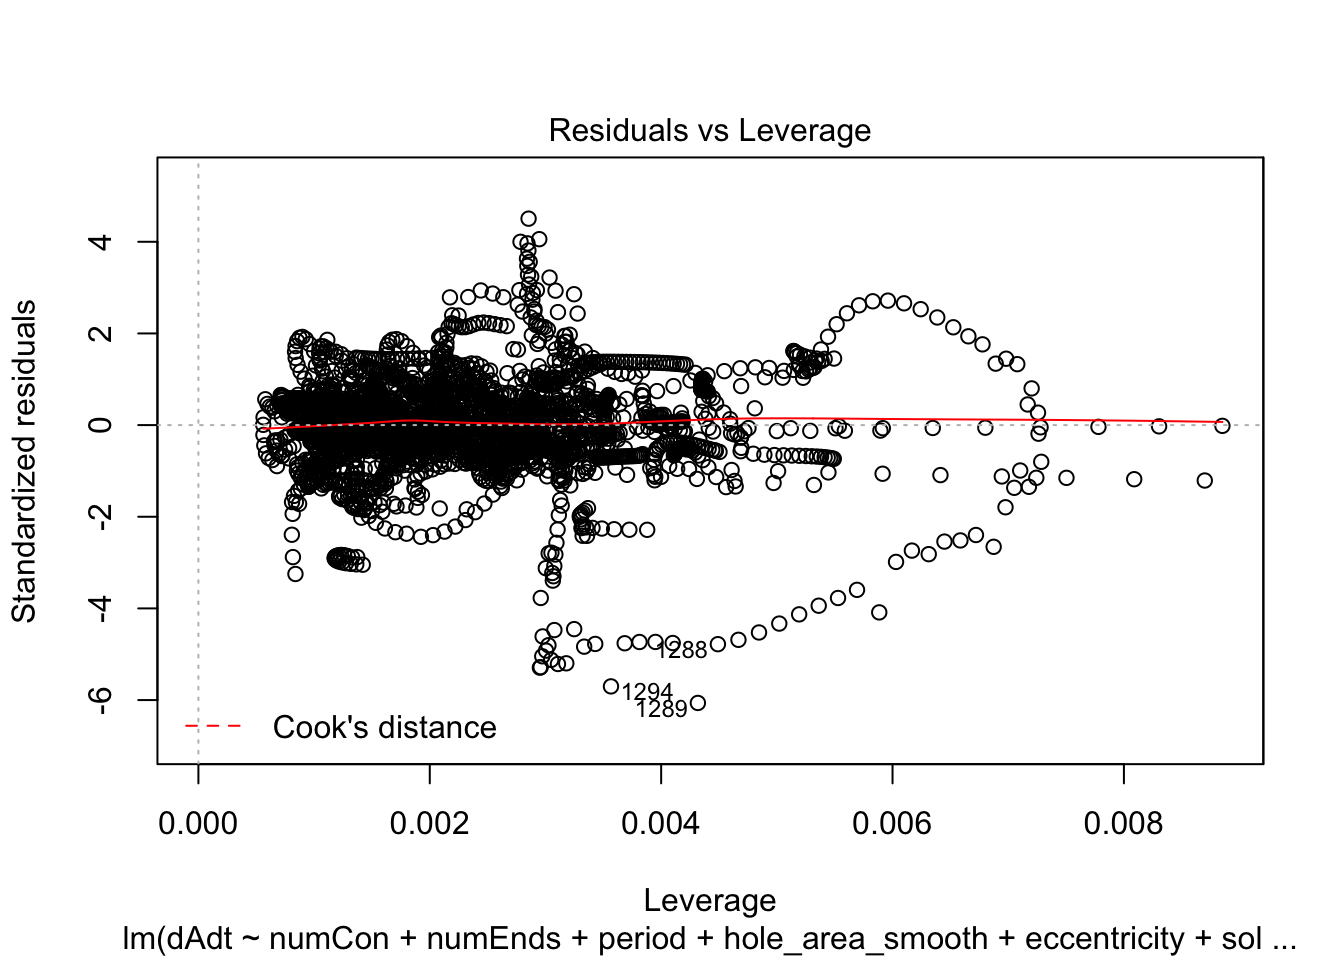 Residuals vs Leverage
Standardized residuals
4
2
0
-2
-4
-6
1288
1294
1289
Cook's distance
0.000 0.002 0.004 0.006 0.008
Leverage
lm(dAdt ~ numCon + numEnds + period + hole_area_smooth + eccentricity + sol ...